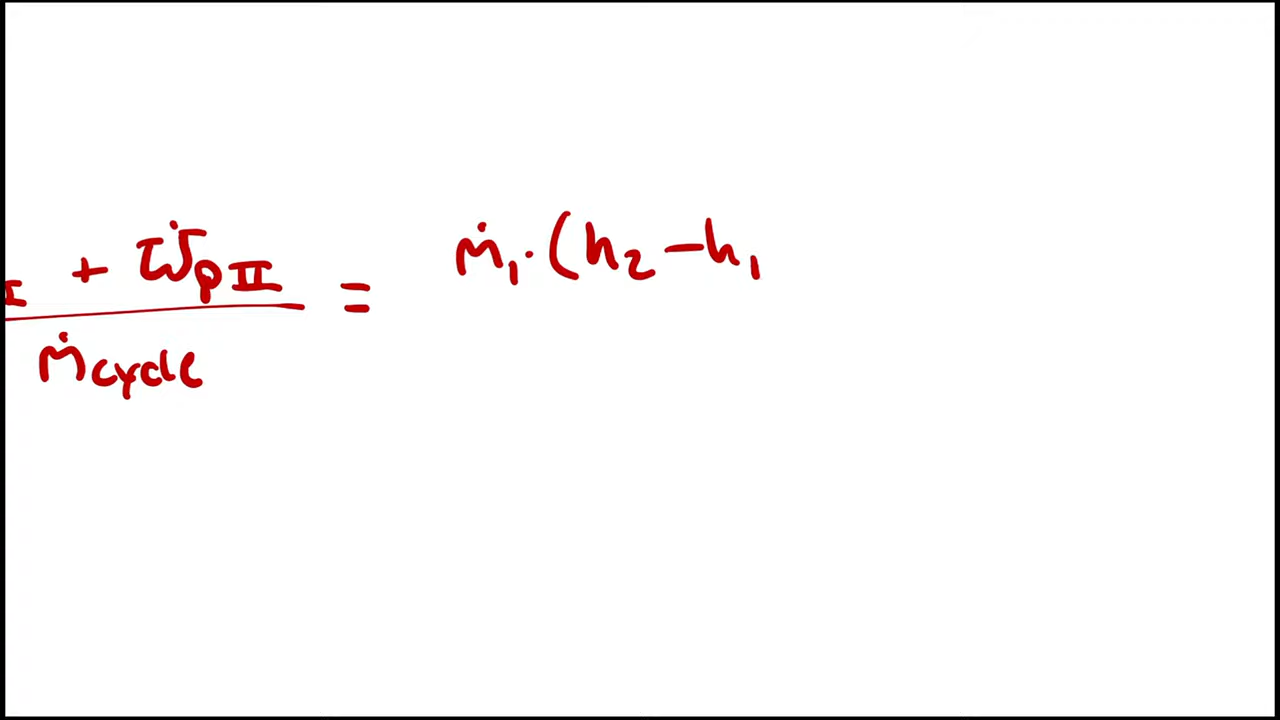 I + ẇpII = ṁ1·(h2 − h1
ṁcycle